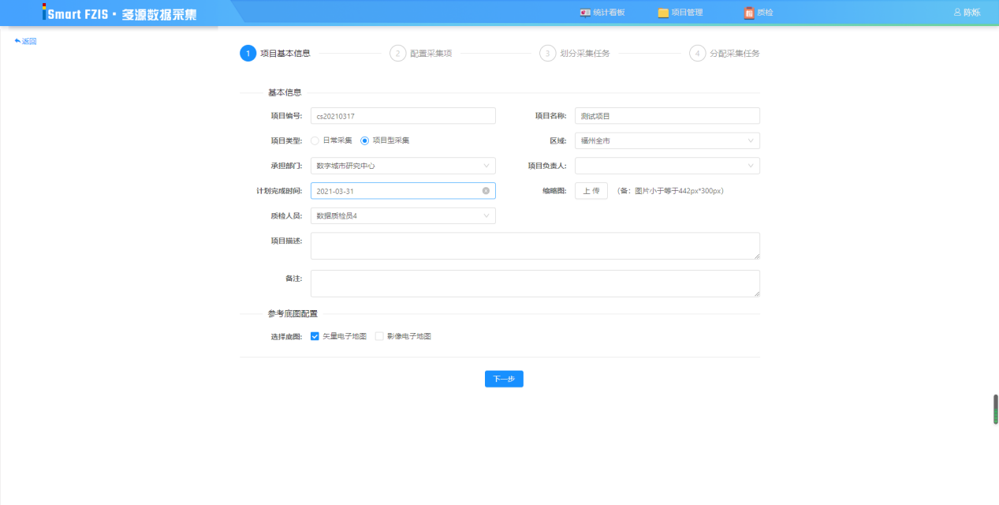 Smart FZIS · 多源数据采集
统计看板 项目管理 质检 陈烁
返回
1 项目基本信息 2 配置采集项 3 划分采集任务 4 分配采集任务
基本信息
项目编号: cs20210317 项目名称: 测试项目
项目类型: 日常采集 项目型采集 区域: 福州全市
承担部门: 数字城市研究中心 项目负责人:
计划完成时间: 2021-03-31 缩略图: 上传 （备：图片小于等于442px*300px）
质检人员: 数据质检员4
项目描述:
备注:
参考底图配置
选择底图: 矢量电子地图 影像电子地图
下一步